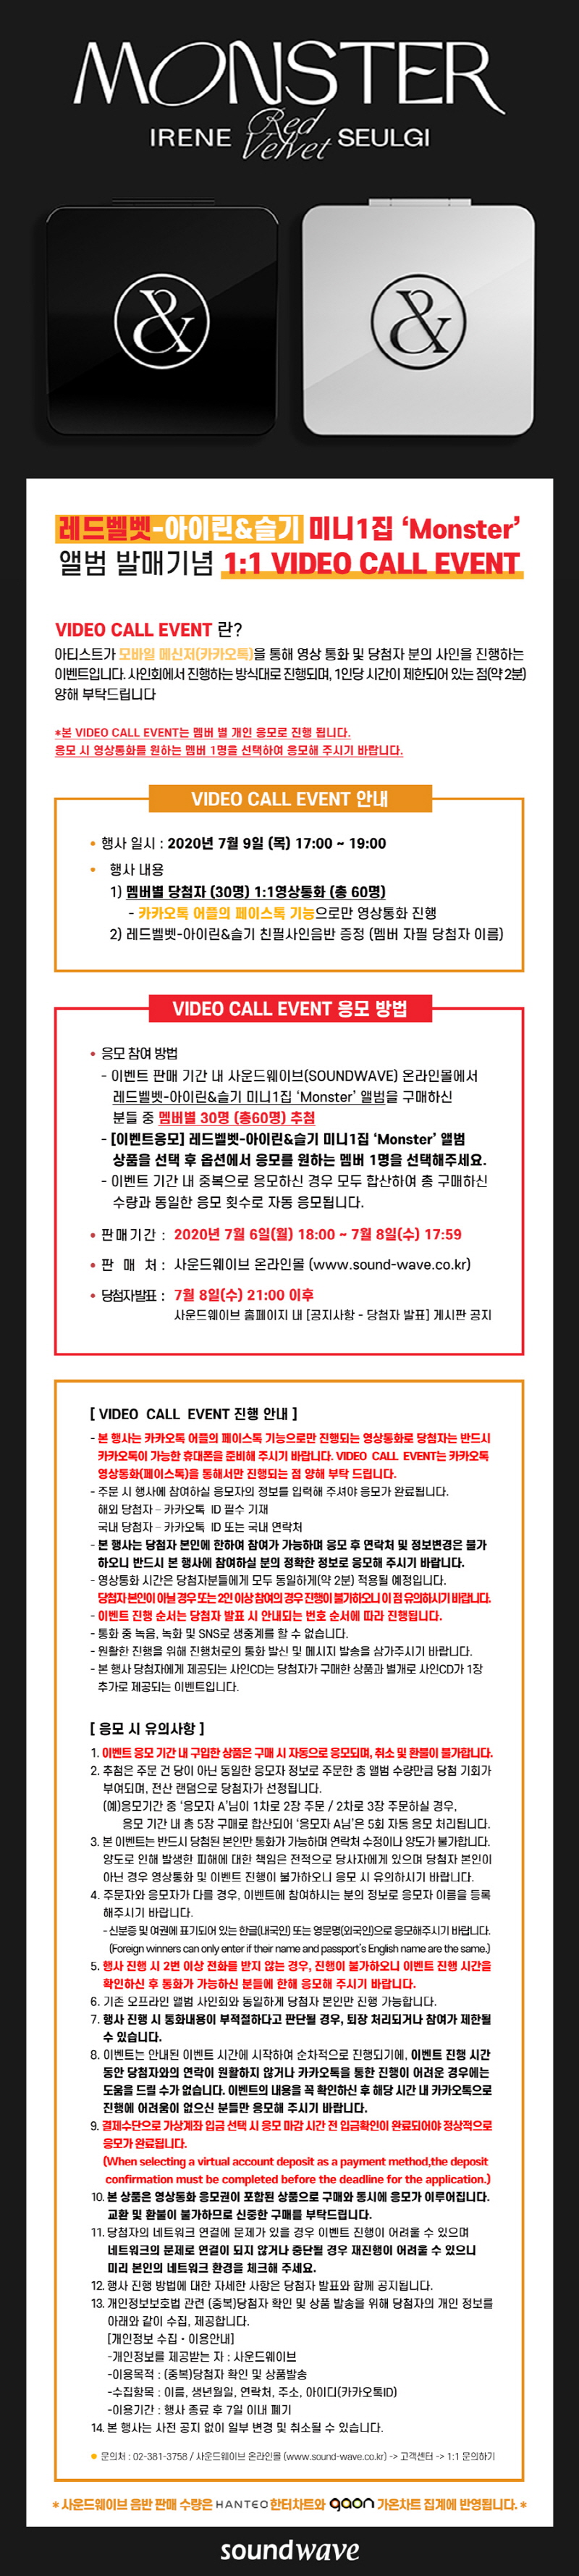 MONSTER
IRENE Red Velvet SEULGI
&
&
레드벨벳-아이린&슬기 미니1집 ‘Monster’
앨범 발매기념 1:1 VIDEO CALL EVENT
VIDEO CALL EVENT 란?
아티스트가 모바일 메신저(카카오톡)을 통해 영상 통화 및 당첨자 분의 사인을 진행하는
이벤트입니다. 사인회에서 진행하는 방식대로 진행되며, 1인당 시간이 제한되어 있는 점(약 2분)
양해 부탁드립니다
*본 VIDEO CALL EVENT는 멤버 별 개인 응모로 진행 됩니다.
응모 시 영상통화를 원하는 멤버 1명을 선택하여 응모해 주시기 바랍니다.
VIDEO CALL EVENT 안내
• 행사 일시 : 2020년 7월 9일 (목) 17:00 ~ 19:00
• 행사 내용
1) 멤버별 당첨자 (30명) 1:1영상통화 (총 60명)
- 카카오톡 어플의 페이스톡 기능으로만 영상통화 진행
2) 레드벨벳-아이린&슬기 친필사인음반 증정 (멤버 자필 당첨자 이름)
VIDEO CALL EVENT 응모 방법
• 응모 참여 방법
- 이벤트 판매 기간 내 사운드웨이브(SOUNDWAVE) 온라인몰에서
레드벨벳-아이린&슬기 미니1집 ‘Monster’ 앨범을 구매하신
분들 중 멤버별 30명 (총60명) 추첨
- [이벤트응모] 레드벨벳-아이린&슬기 미니1집 ‘Monster’ 앨범
상품을 선택 후 옵션에서 응모를 원하는 멤버 1명을 선택해주세요.
- 이벤트 기간 내 중복으로 응모하신 경우 모두 합산하여 총 구매하신
수량과 동일한 응모 횟수로 자동 응모됩니다.
• 판매기간 : 2020년 7월 6일(월) 18:00 ~ 7월 8일(수) 17:59
• 판 매 처 : 사운드웨이브 온라인몰 (www.sound-wave.co.kr)
• 당첨자발표 : 7월 8일(수) 21:00 이후
사운드웨이브 홈페이지 내 [공지사항 - 당첨자 발표] 게시판 공지
[ VIDEO CALL EVENT 진행 안내 ]
- 본 행사는 카카오톡 어플의 페이스톡 기능으로만 진행되는 영상통화로 당첨자는 반드시
카카오톡이 가능한 휴대폰을 준비해 주시기 바랍니다. VIDEO CALL EVENT는 카카오톡
영상통화(페이스톡)을 통해서만 진행되는 점 양해 부탁 드립니다.
- 주문 시 행사에 참여하실 응모자의 정보를 입력해 주셔야 응모가 완료됩니다.
해외 당첨자 – 카카오톡 ID 필수 기재
국내 당첨자 – 카카오톡 ID 또는 국내 연락처
- 본 행사는 당첨자 본인에 한하여 참여가 가능하며 응모 후 연락처 및 정보변경은 불가
하오니 반드시 본 행사에 참여하실 분의 정확한 정보로 응모해 주시기 바랍니다.
- 영상통화 시간은 당첨자분들에게 모두 동일하게(약 2분) 적용될 예정입니다.
당첨자 본인이 아닐 경우 또는 2인 이상 참여의 경우 진행이 불가하오니 이 점 유의하시기 바랍니다.
- 이벤트 진행 순서는 당첨자 발표 시 안내되는 번호 순서에 따라 진행됩니다.
- 통화 중 녹음, 녹화 및 SNS로 생중계를 할 수 없습니다.
- 원활한 진행을 위해 진행처로의 통화 발신 및 메시지 발송을 삼가주시기 바랍니다.
- 본 행사 당첨자에게 제공되는 사인CD는 당첨자가 구매한 상품과 별개로 사인CD가 1장
추가로 제공되는 이벤트입니다.
[ 응모 시 유의사항 ]
1. 이벤트 응모 기간 내 구입한 상품은 구매 시 자동으로 응모되며, 취소 및 환불이 불가합니다.
2. 추첨은 주문 건 당이 아닌 동일한 응모자 정보로 주문한 총 앨범 수량만큼 당첨 기회가
부여되며, 전산 랜덤으로 당첨자가 선정됩니다.
(예)응모기간 중 ‘응모자 A’님이 1차로 2장 주문 / 2차로 3장 주문하실 경우,
응모 기간 내 총 5장 구매로 합산되어 ‘응모자 A’님’은 5회 자동 응모 처리됩니다.
3. 본 이벤트는 반드시 당첨된 본인만 통화가 가능하며 연락처 수정이나 양도가 불가합니다.
양도로 인해 발생한 피해에 대한 책임은 전적으로 당사자에게 있으며 당첨자 본인이
아닌 경우 영상통화 및 이벤트 진행이 불가하오니 응모 시 유의하시기 바랍니다.
4. 주문자와 응모자가 다를 경우, 이벤트에 참여하시는 분의 정보로 응모자 이름을 등록
해주시기 바랍니다.
- 신분증 및 여권에 표기되어 있는 한글(내국인) 또는 영문명(외국인)으로 응모해주시기 바랍니다.
(Foreign winners can only enter if their name and passport's English name are the same.)
5. 행사 진행 시 2번 이상 전화를 받지 않는 경우, 진행이 불가하오니 이벤트 진행 시간을
확인하신 후 통화가 가능하신 분들에 한해 응모해 주시기 바랍니다.
6. 기존 오프라인 앨범 사인회와 동일하게 당첨자 본인만 진행 가능합니다.
7. 행사 진행 시 통화내용이 부적절하다고 판단될 경우, 퇴장 처리되거나 참여가 제한될
수 있습니다.
8. 이벤트는 안내된 이벤트 시간에 시작하여 순차적으로 진행되기에, 이벤트 진행 시간
동안 당첨자와의 연락이 원활하지 않거나 카카오톡을 통한 진행이 어려운 경우에는
도움을 드릴 수가 없습니다. 이벤트의 내용을 꼭 확인하신 후 해당 시간 내 카카오톡으로
진행에 어려움이 없으신 분들만 응모해 주시기 바랍니다.
9. 결제수단으로 가상계좌 입금 선택 시 응모 마감 시간 전 입금확인이 완료되어야 정상적으로
응모가 완료됩니다.
(When selecting a virtual account deposit as a payment method,the deposit
confirmation must be completed before the deadline for the application.)
10. 본 상품은 영상통화 응모권이 포함된 상품으로 구매와 동시에 응모가 이루어집니다.
교환 및 환불이 불가하므로 신중한 구매를 부탁드립니다.
11. 당첨자의 네트워크 연결에 문제가 있을 경우 이벤트 진행이 어려울 수 있으며
네트워크의 문제로 연결이 되지 않거나 중단될 경우 재진행이 어려울 수 있으니
미리 본인의 네트워크 환경을 체크해 주세요.
12. 행사 진행 방법에 대한 자세한 사항은 당첨자 발표와 함께 공지됩니다.
13. 개인정보보호법 관련 (중복)당첨자 확인 및 상품 발송을 위해 당첨자의 개인 정보를
아래와 같이 수집, 제공합니다.
[개인정보 수집 • 이용안내]
-개인정보를 제공받는 자 : 사운드웨이브
-이용목적 : (중복)당첨자 확인 및 상품발송
-수집항목 : 이름, 생년월일, 연락처, 주소, 아이디(카카오톡ID)
-이용기간 : 행사 종료 후 7일 이내 폐기
14. 본 행사는 사전 공지 없이 일부 변경 및 취소될 수 있습니다.
• 문의처 : 02-381-3758 / 사운드웨이브 온라인몰 (www.sound-wave.co.kr) -> 고객센터 -> 1:1 문의하기
* 사운드웨이브 음반 판매 수량은 HANTEO 한터차트와 gaon 가온차트 집계에 반영됩니다. *
soundwave